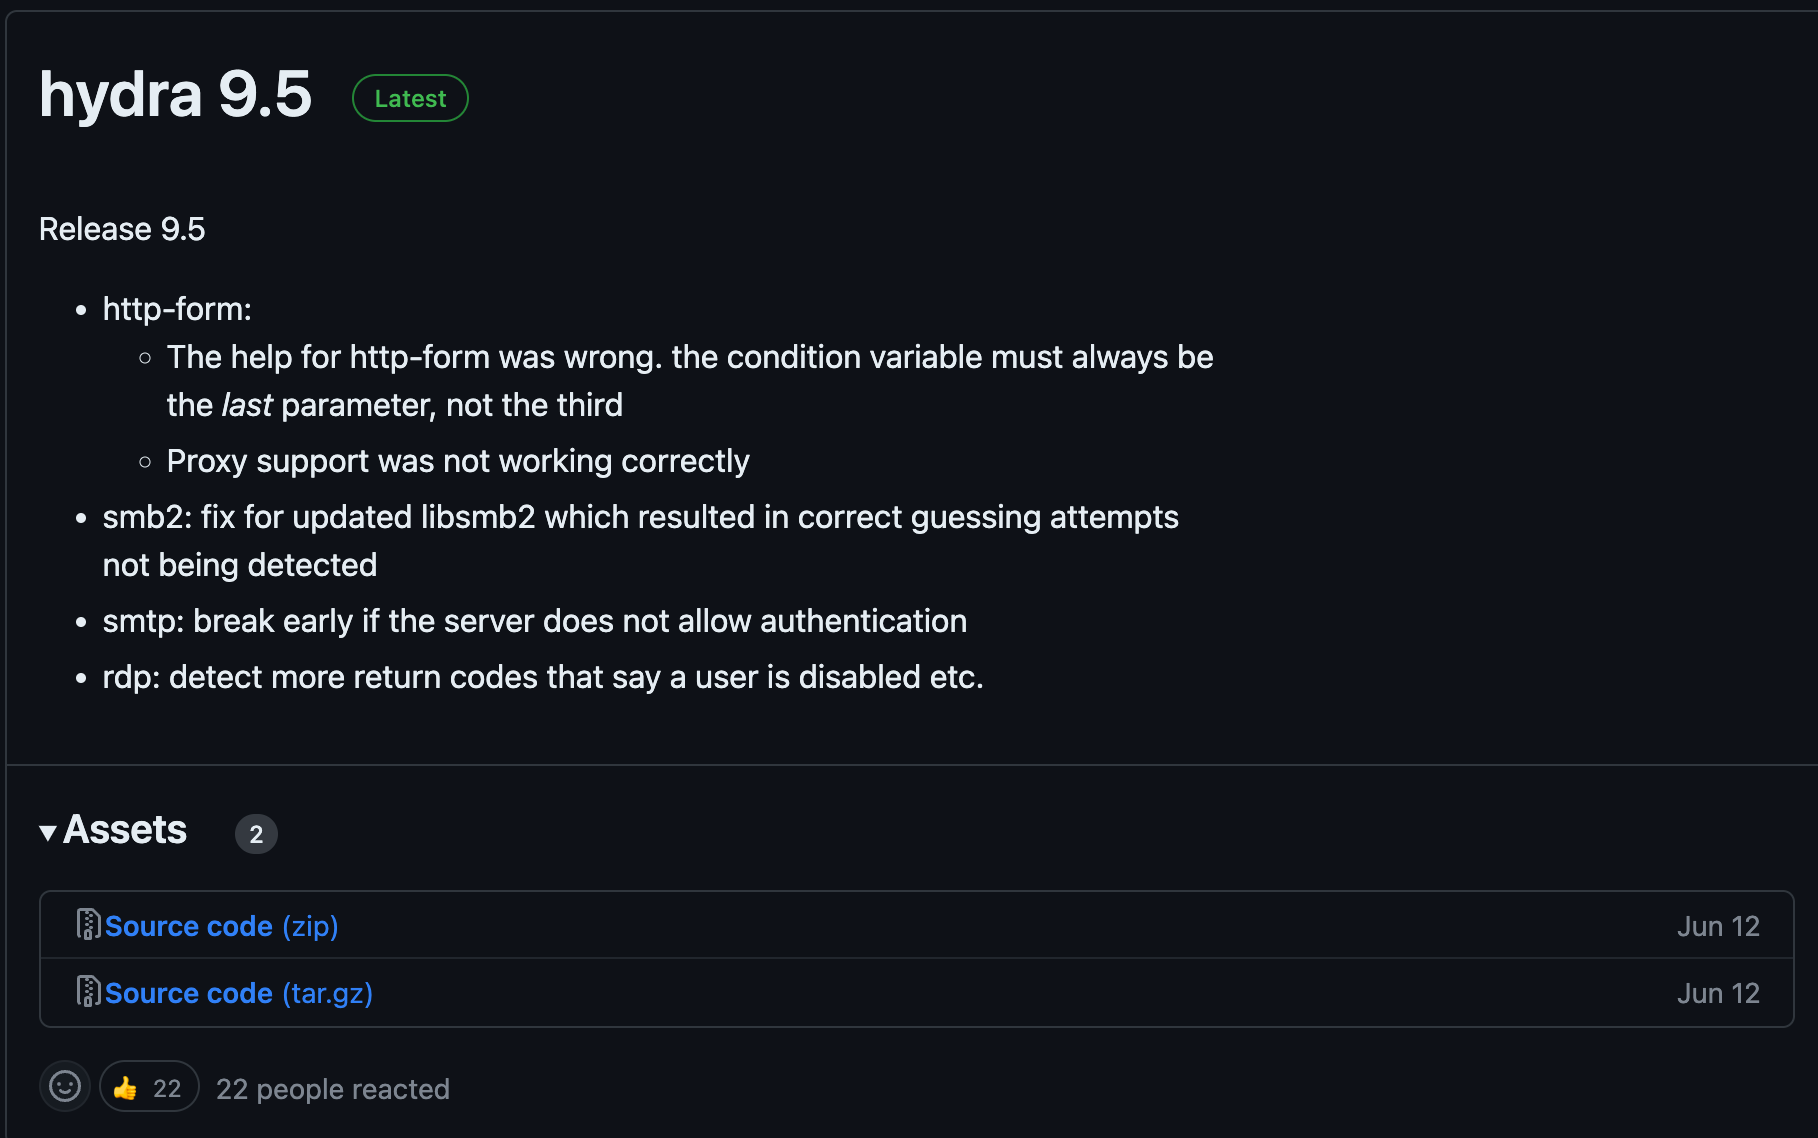 hydra 9.5 Latest
Release 9.5
• http-form:
◦ The help for http-form was wrong. the condition variable must always be
the last parameter, not the third
◦ Proxy support was not working correctly
• smb2: fix for updated libsmb2 which resulted in correct guessing attempts
not being detected
• smtp: break early if the server does not allow authentication
• rdp: detect more return codes that say a user is disabled etc.
▾ Assets 2
Source code (zip) Jun 12
Source code (tar.gz) Jun 12
👍 22 22 people reacted